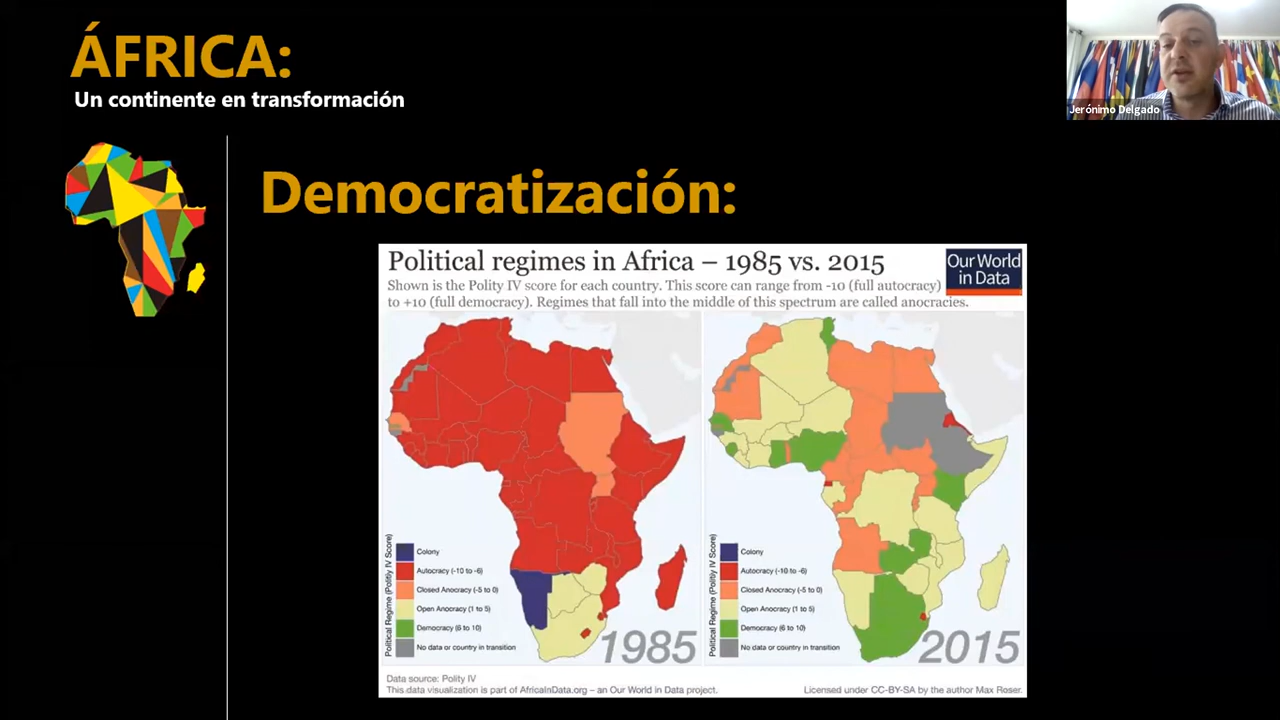 ÁFRICA:
Un continente en transformación
Jerónimo Delgado
Democratización:
Political regimes in Africa – 1985 vs. 2015
Our World
in Data
Shown is the Polity IV score for each country. This score can range from -10 (full autocracy)
to +10 (full democracy). Regimes that fall into the middle of this spectrum are called anocracies.
Political Regime (Politiy IV Score)
Colony
Autocracy (-10 to -6)
Closed Anocracy (-5 to 0)
Open Anocracy (1 to 5)
Democracy (6 to 10)
No data or country in transition
1985
Political Regime (Politiy IV Score)
Colony
Autocracy (-10 to -6)
Closed Anocracy (-5 to 0)
Open Anocracy (1 to 5)
Democracy (6 to 10)
No data or country in transition
2015
Data source: Polity IV
This data visualization is part of AfricaInData.org – an Our World in Data project.
Licensed under CC-BY-SA by the author Max Roser.